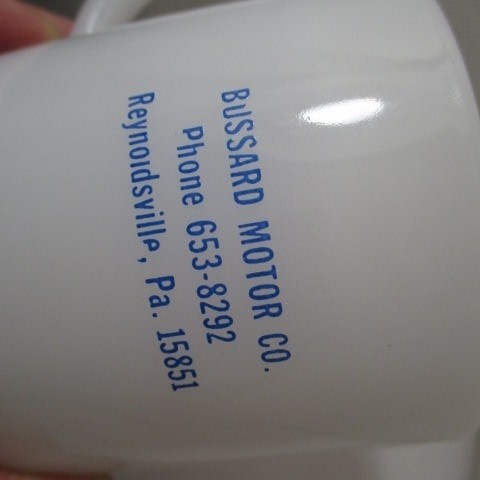 BUSSARD MOTOR CO.
Phone 653-8292
Reynoldsville, Pa. 15851